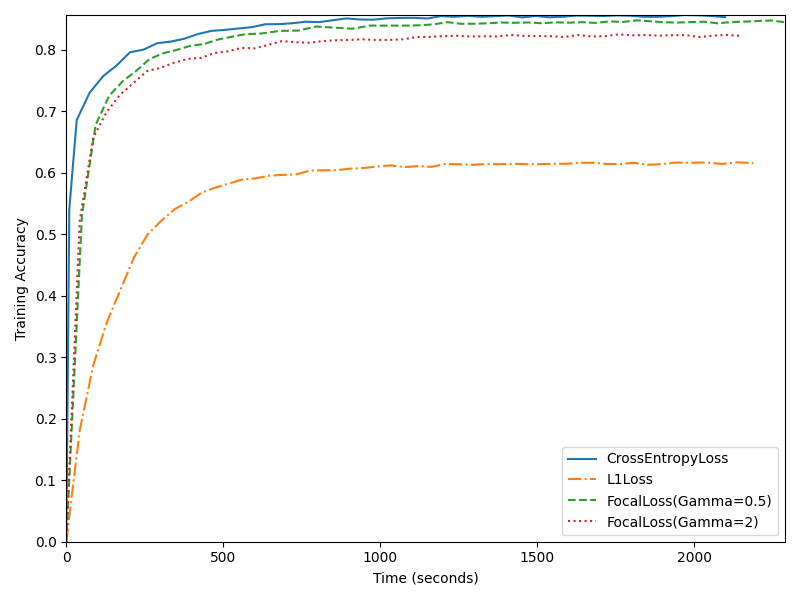 0.8
0.7
0.6
0.5
0.4
0.3
0.2
0.1
0.0
Training Accuracy
0 500 1000 1500 2000
Time (seconds)
CrossEntropyLoss
L1Loss
FocalLoss(Gamma=0.5)
FocalLoss(Gamma=2)